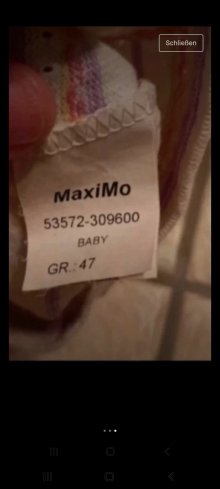 Schließen
MaxiMo
53572-309600
BABY
GR.: 47